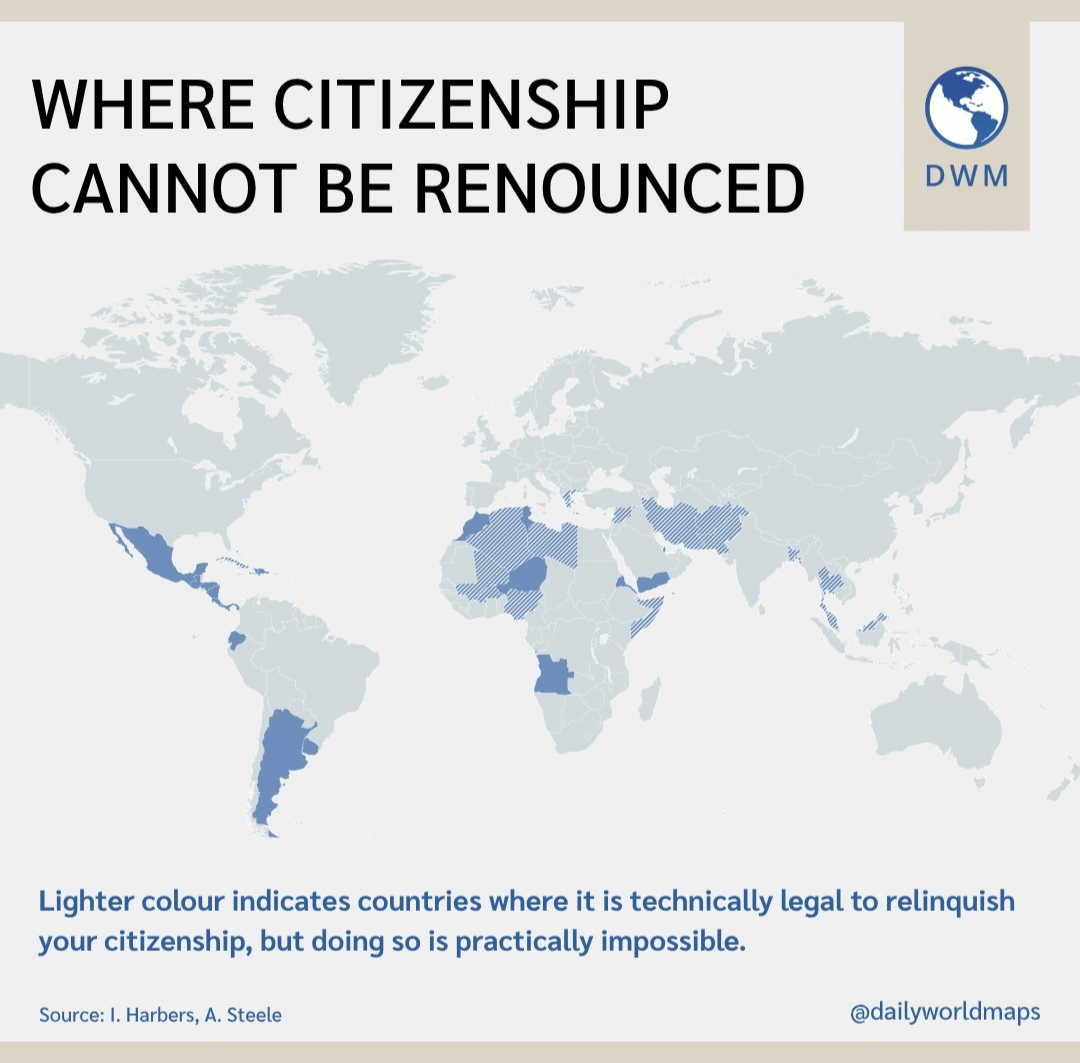 WHERE CITIZENSHIP
CANNOT BE RENOUNCED
DWM
Lighter colour indicates countries where it is technically legal to relinquish
your citizenship, but doing so is practically impossible.
Source: I. Harbers, A. Steele
@dailyworldmaps